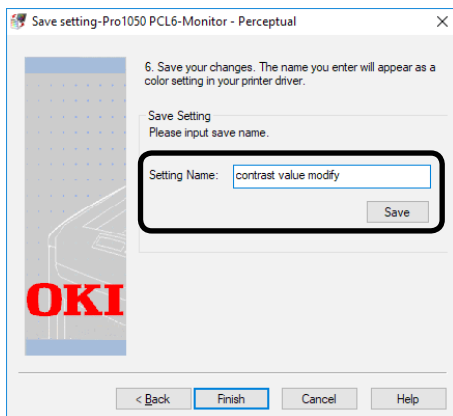 Save setting-Pro1050 PCL6-Monitor - Perceptual
6. Save your changes. The name you enter will appear as a
color setting in your printer driver.
Save Setting
Please input save name.
Setting Name: contrast value modify
Save
OKI
< Back Finish Cancel Help